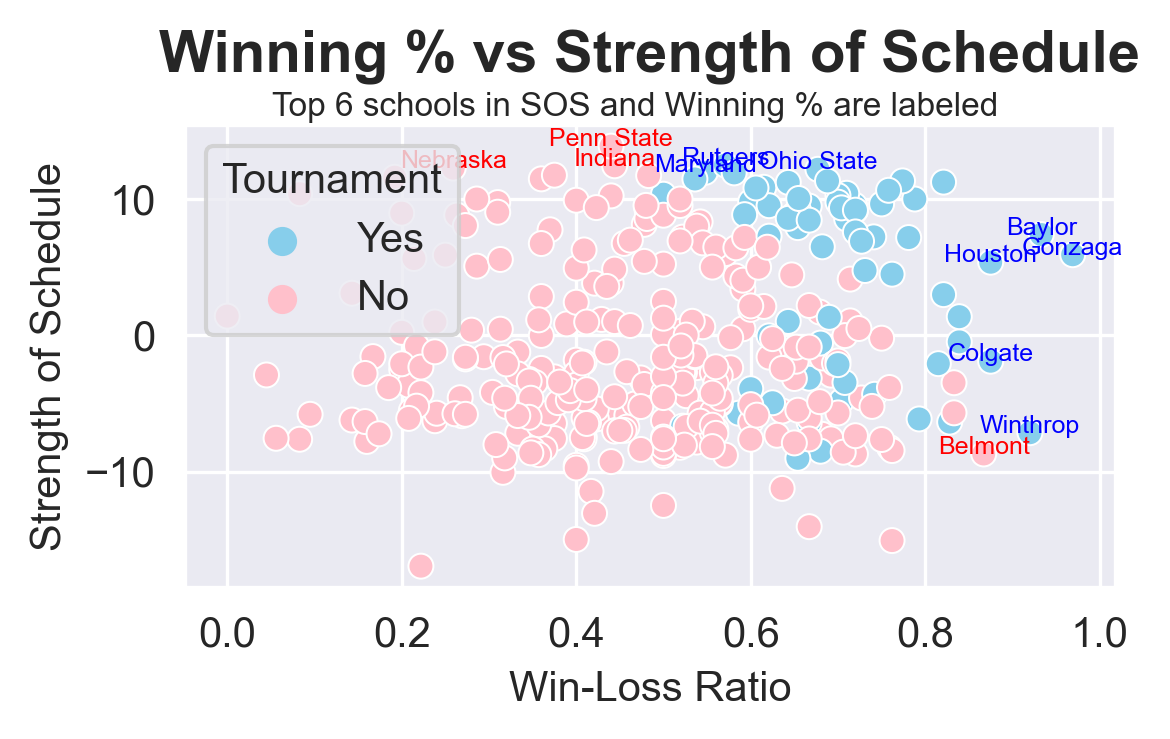 Winning % vs Strength of Schedule
Top 6 schools in SOS and Winning % are labeled
Penn State
Nebraska
Indiana
Rutgers
Maryland
Ohio State
Tournament
Yes
No
Baylor
Gonzaga
Houston
Colgate
Winthrop
Belmont
Strength of Schedule
10
0
−10
0.0 0.2 0.4 0.6 0.8 1.0
Win-Loss Ratio